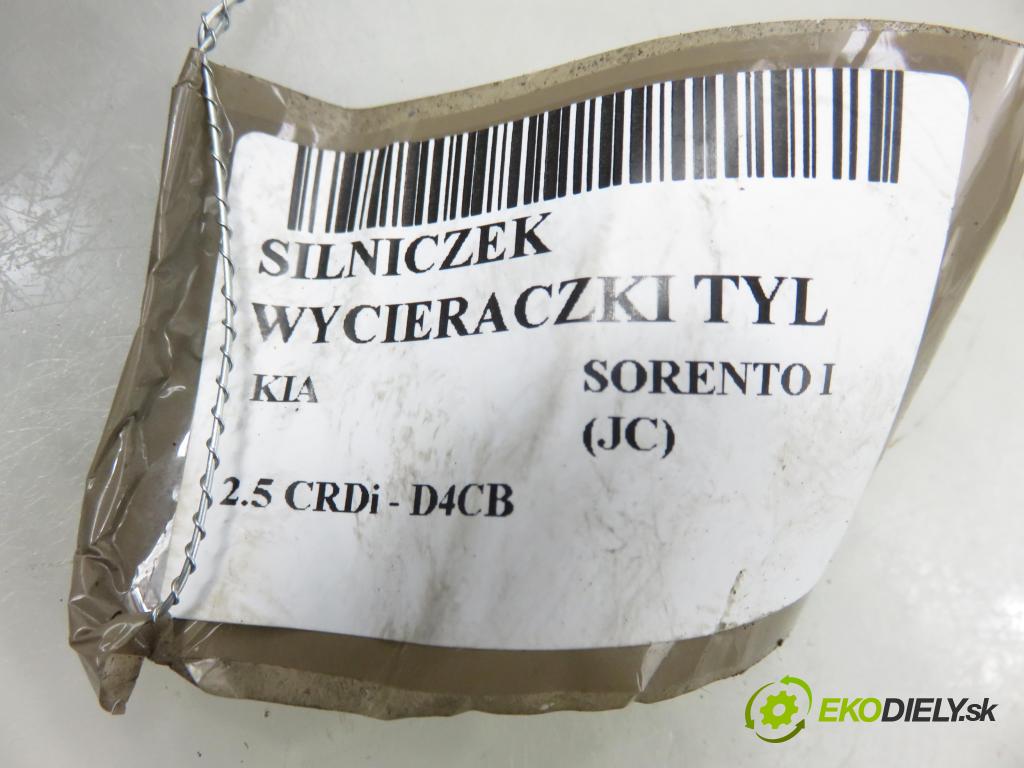 SILNICZEK
WYCIERACZKI TYL
KIA SORENTO I
(JC)
2.5 CRDi - D4CB
EKODIELY.sk